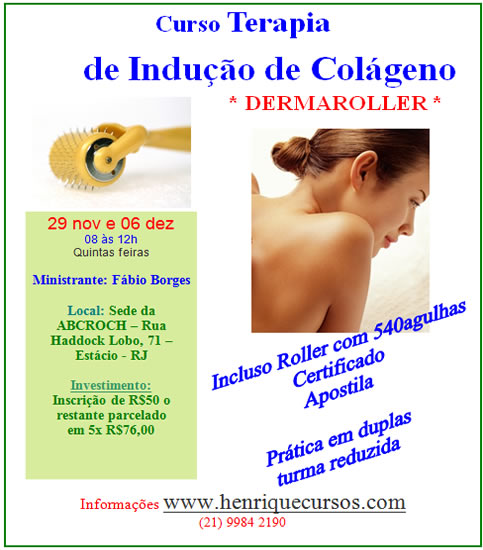 Curso Terapia
de Indução de Colágeno
* DERMAROLLER *
29 nov e 06 dez
08 às 12h
Quintas feiras
Ministrante: Fábio Borges
Local: Sede da
ABCROCH – Rua
Haddock Lobo, 71 –
Estácio - RJ
Investimento:
Inscrição de R$50 o
restante parcelado
em 5x R$76,00
Incluso Roller com 540agulhas
Certificado
Apostila
Prática em duplas
turma reduzida
Informações www.henriquecursos.com
(21) 9984 2190